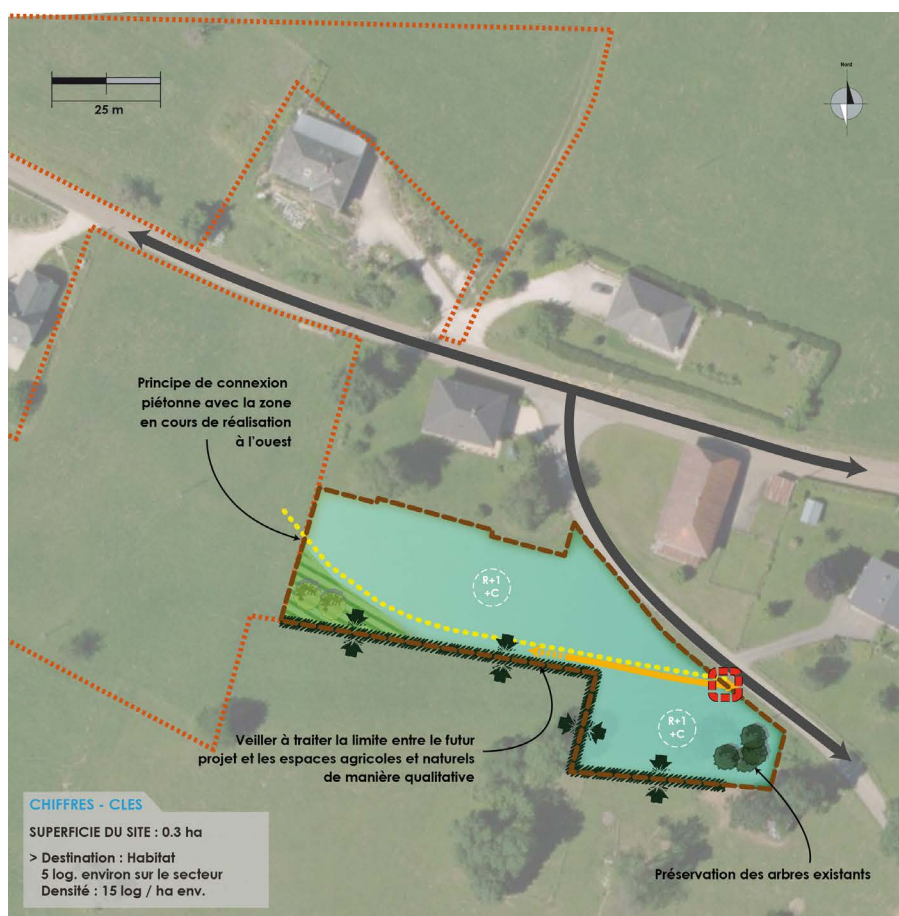 Nord
25 m
Principe de connexion
piétonne avec la zone
en cours de réalisation
à l'ouest
R+1
+C
R+1
+C
Veiller à traiter la limite entre le futur
projet et les espaces agricoles et naturels
de manière qualitative
CHIFFRES - CLES
SUPERFICIE DU SITE : 0.3 ha
> Destination : Habitat
5 log. environ sur le secteur
Densité : 15 log / ha env.
Préservation des arbres existants